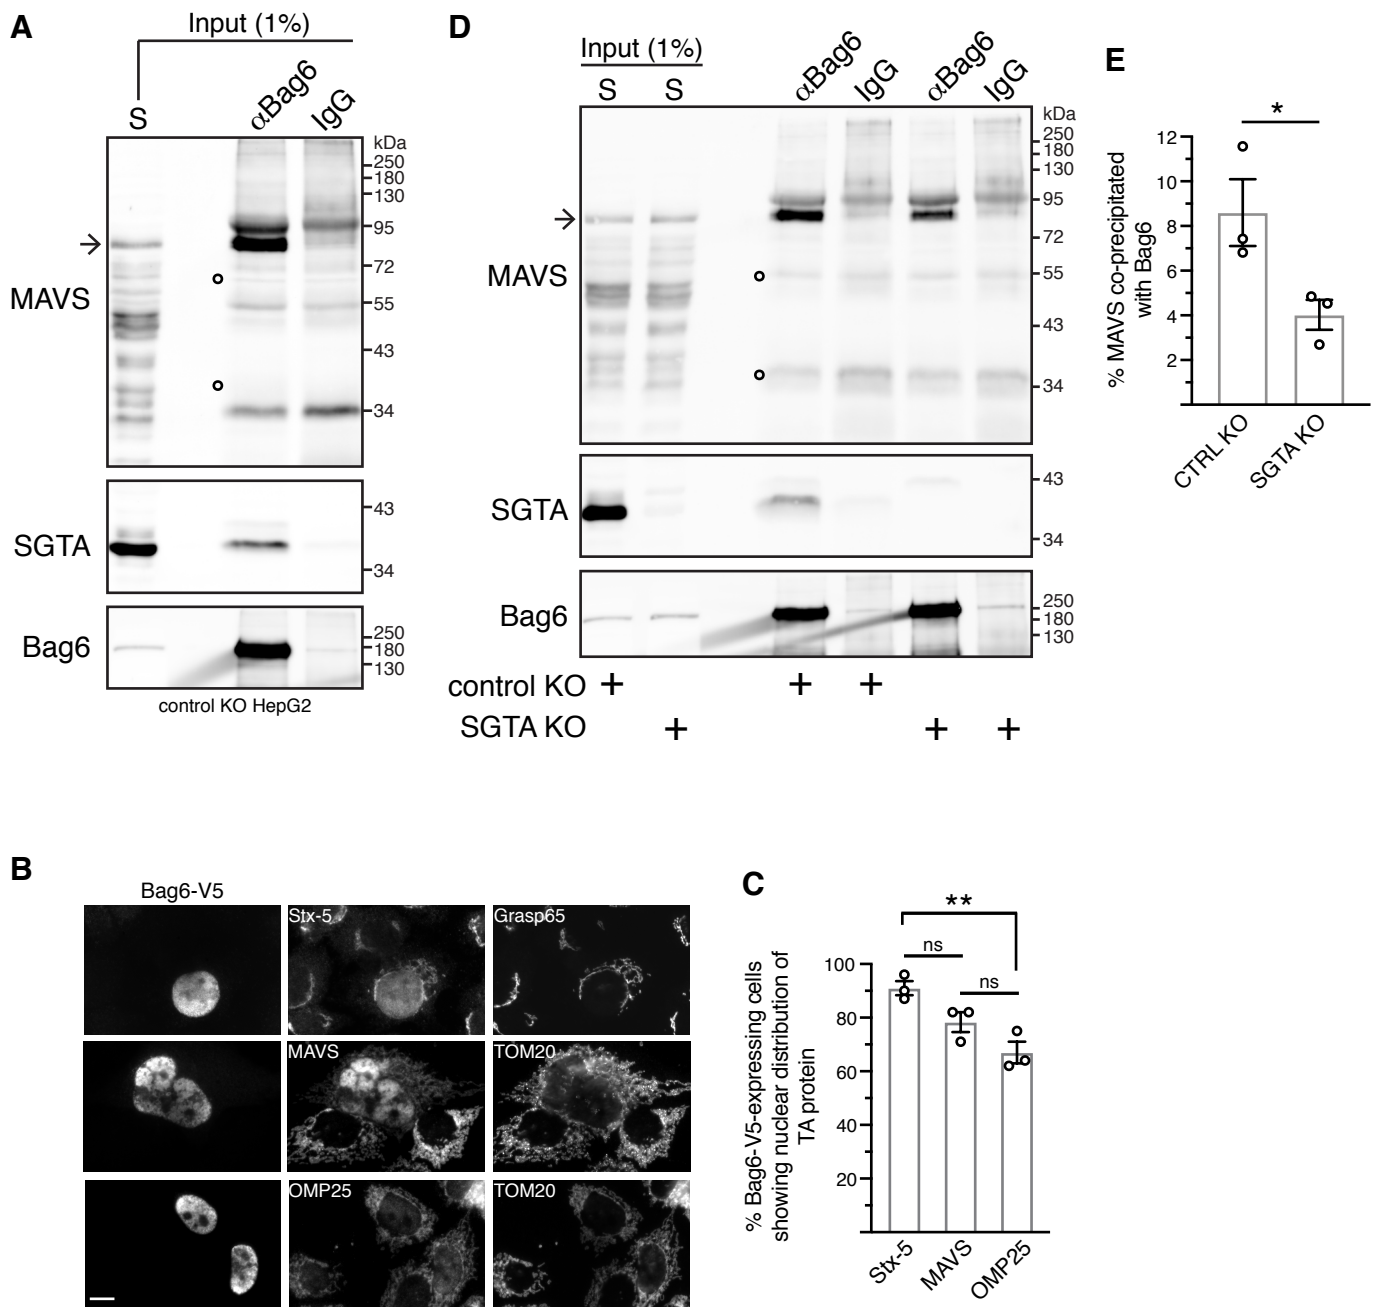 A
Input (1%)
S
αBag6
IgG
kDa
250
180
130
95
72
55
43
34
MAVS
SGTA
43
34
Bag6
250
180
130
control KO HepG2
D
Input (1%)
S
S
αBag6
IgG
αBag6
IgG
kDa
250
180
130
95
72
55
43
34
MAVS
SGTA
43
34
Bag6
250
180
130
control KO + + +
SGTA KO + + +
E
*
% MAVS co-precipitated
with Bag6
12
10
8
6
4
2
CTRL KO
SGTA KO
B
Bag6-V5
Stx-5
Grasp65
MAVS
TOM20
OMP25
TOM20
C
**
ns
ns
% Bag6-V5-expressing cells
showing nuclear distribution of
TA protein
100
80
60
40
20
Stx-5
MAVS
OMP25